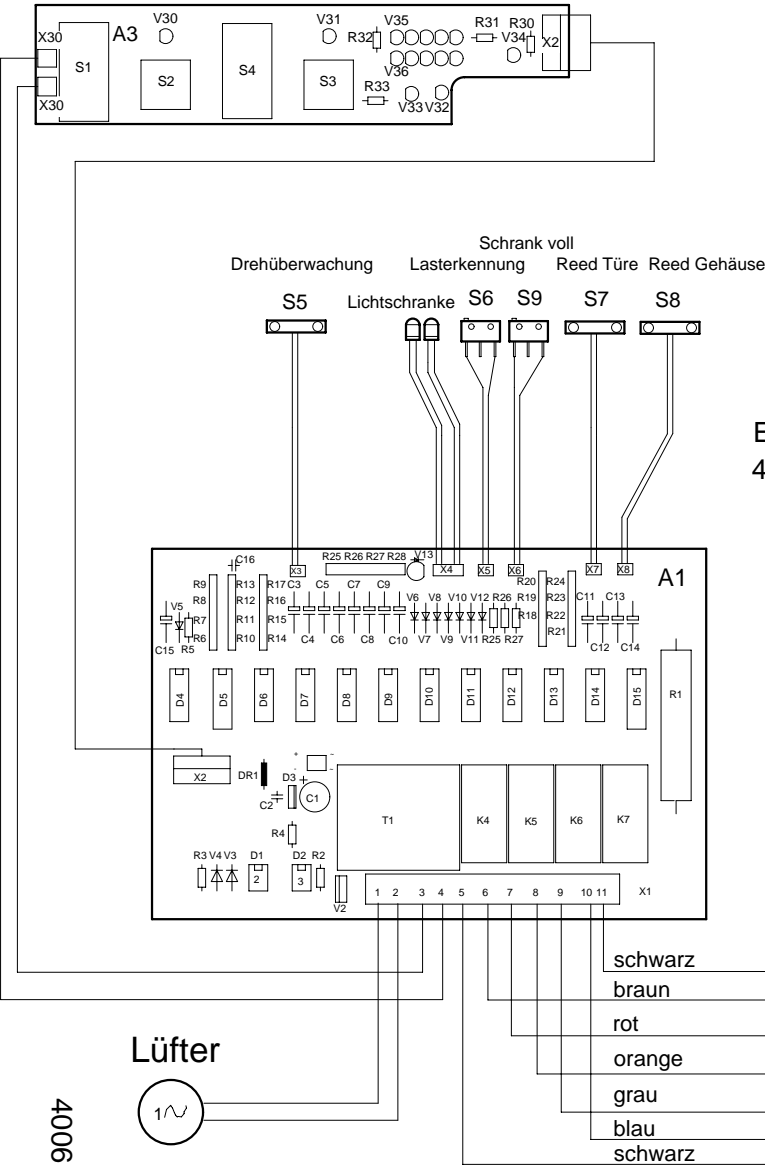 X30 A3 V30 V31 V35 R31 R30
R32 V34 X2
S1 S2 S4 S3
V36
X30 R33
V33 V32
Schrank voll
Drehüberwachung Lasterkennung Reed Türe Reed Gehäuse
S5 Lichtschranke S6 S9 S7 S8
E
4
C16 R25 R26 R27 R28 V13
X3 X4 X5 X6 X7 X8 A1
R9 R13 R17 C3 C5 C7 C9 R20 R24
V5 R8 R12 R16 V6 V8 V10 V12 R26 R19 R23 C11 C13
R7 R11 R15 R18 R22
R6 R10 R14 C4 C6 C8 C10 V7 V9 V11 R25 R27 R21 C12 C14
C15 R5
D4 D5 D6 D7 D8 D9 D10 D11 D12 D13 D14 D15 R1
X2 DR1 D3 + - + -
C2 C1
T1 K4 K5 K6 K7
R4
R3 V4 V3 D1 D2 R2
2 3
V2
1 2 3 4 5 6 7 8 9 10 11 X1
schwarz
braun
rot
orange
grau
blau
schwarz
Lüfter
1
4006